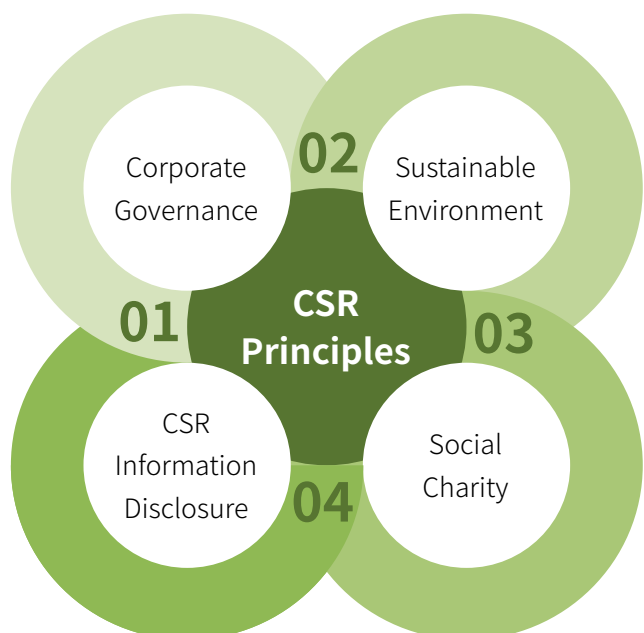 01
Corporate
Governance
02
Sustainable
Environment
CSR
Principles
03
Social
Charity
04
CSR
Information
Disclosure